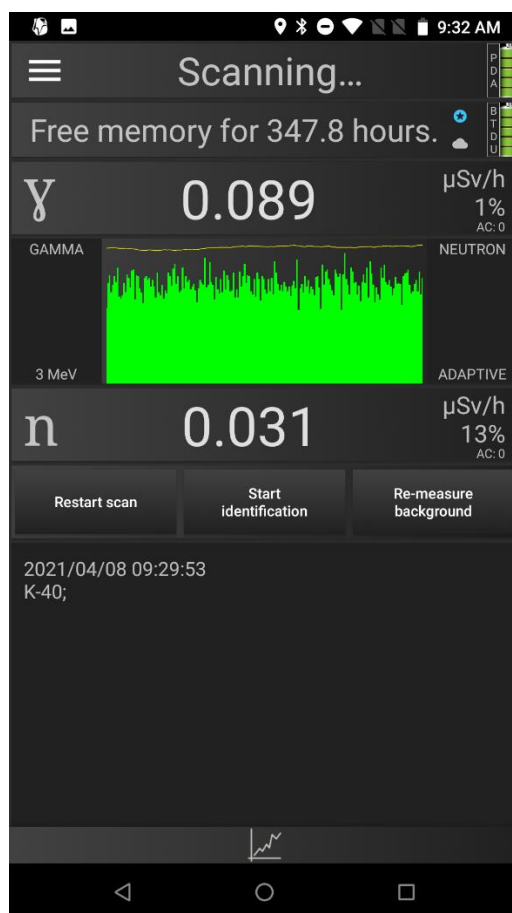 9:32 AM
Scanning...
PDA
Free memory for 347.8 hours.
BTDU
γ
0.089
µSv/h
1%
AC: 0
GAMMA
NEUTRON
3 MeV
ADAPTIVE
n
0.031
µSv/h
13%
AC: 0
Restart scan
Start
identification
Re-measure
background
2021/04/08 09:29:53
K-40;